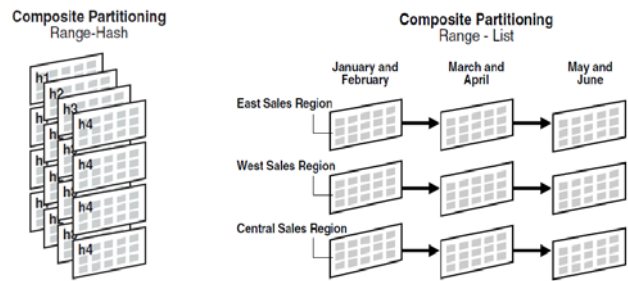 Composite Partitioning
Range-Hash
h1
h2
h3
h4
h4
h4
h4
Composite Partitioning
Range - List
January and
February
March and
April
May and
June
East Sales Region
West Sales Region
Central Sales Region